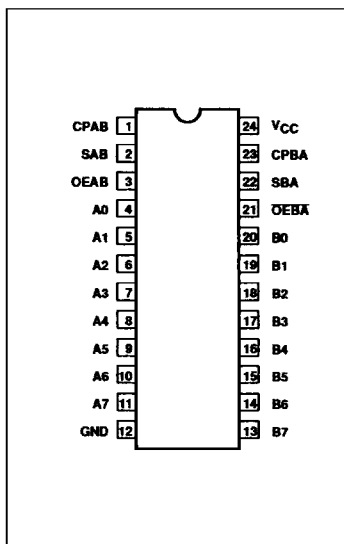 CPAB 1 24 VCC
SAB 2 23 CPBA
OEAB 3 22 SBA
A0 4 21 OEBA
A1 5 20 B0
A2 6 19 B1
A3 7 18 B2
A4 8 17 B3
A5 9 16 B4
A6 10 15 B5
A7 11 14 B6
GND 12 13 B7